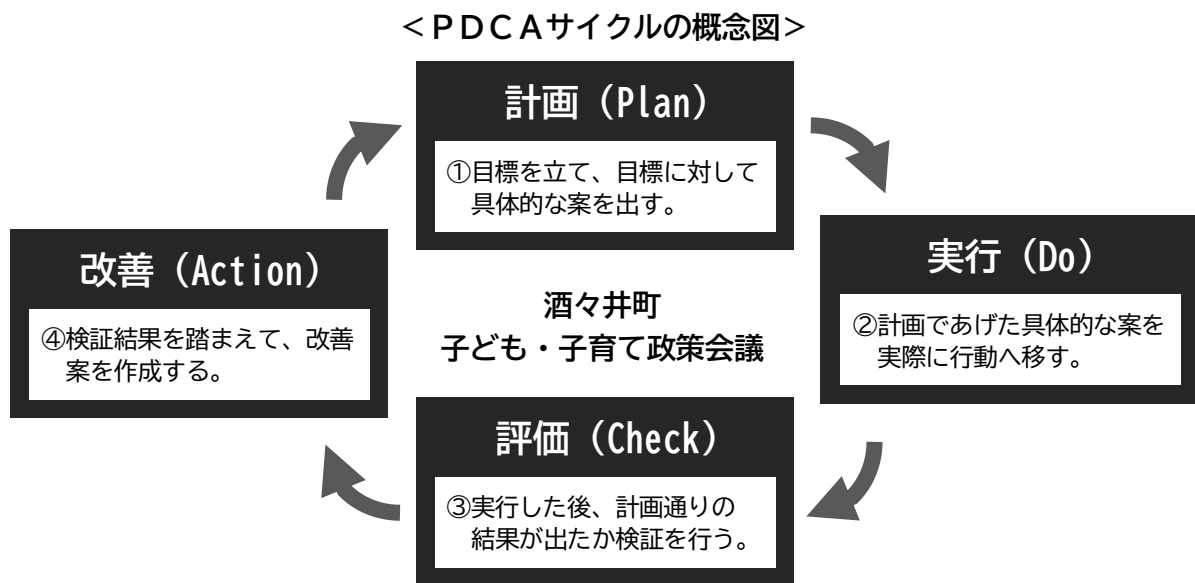 ＜ＰＤＣＡサイクルの概念図＞
計画（Plan）
①目標を立て、目標に対して
具体的な案を出す。
実行（Do）
②計画であげた具体的な案を
実際に行動へ移す。
評価（Check）
③実行した後、計画通りの
結果が出たか検証を行う。
改善（Action）
④検証結果を踏まえて、改善
案を作成する。
酒々井町
子ども・子育て政策会議